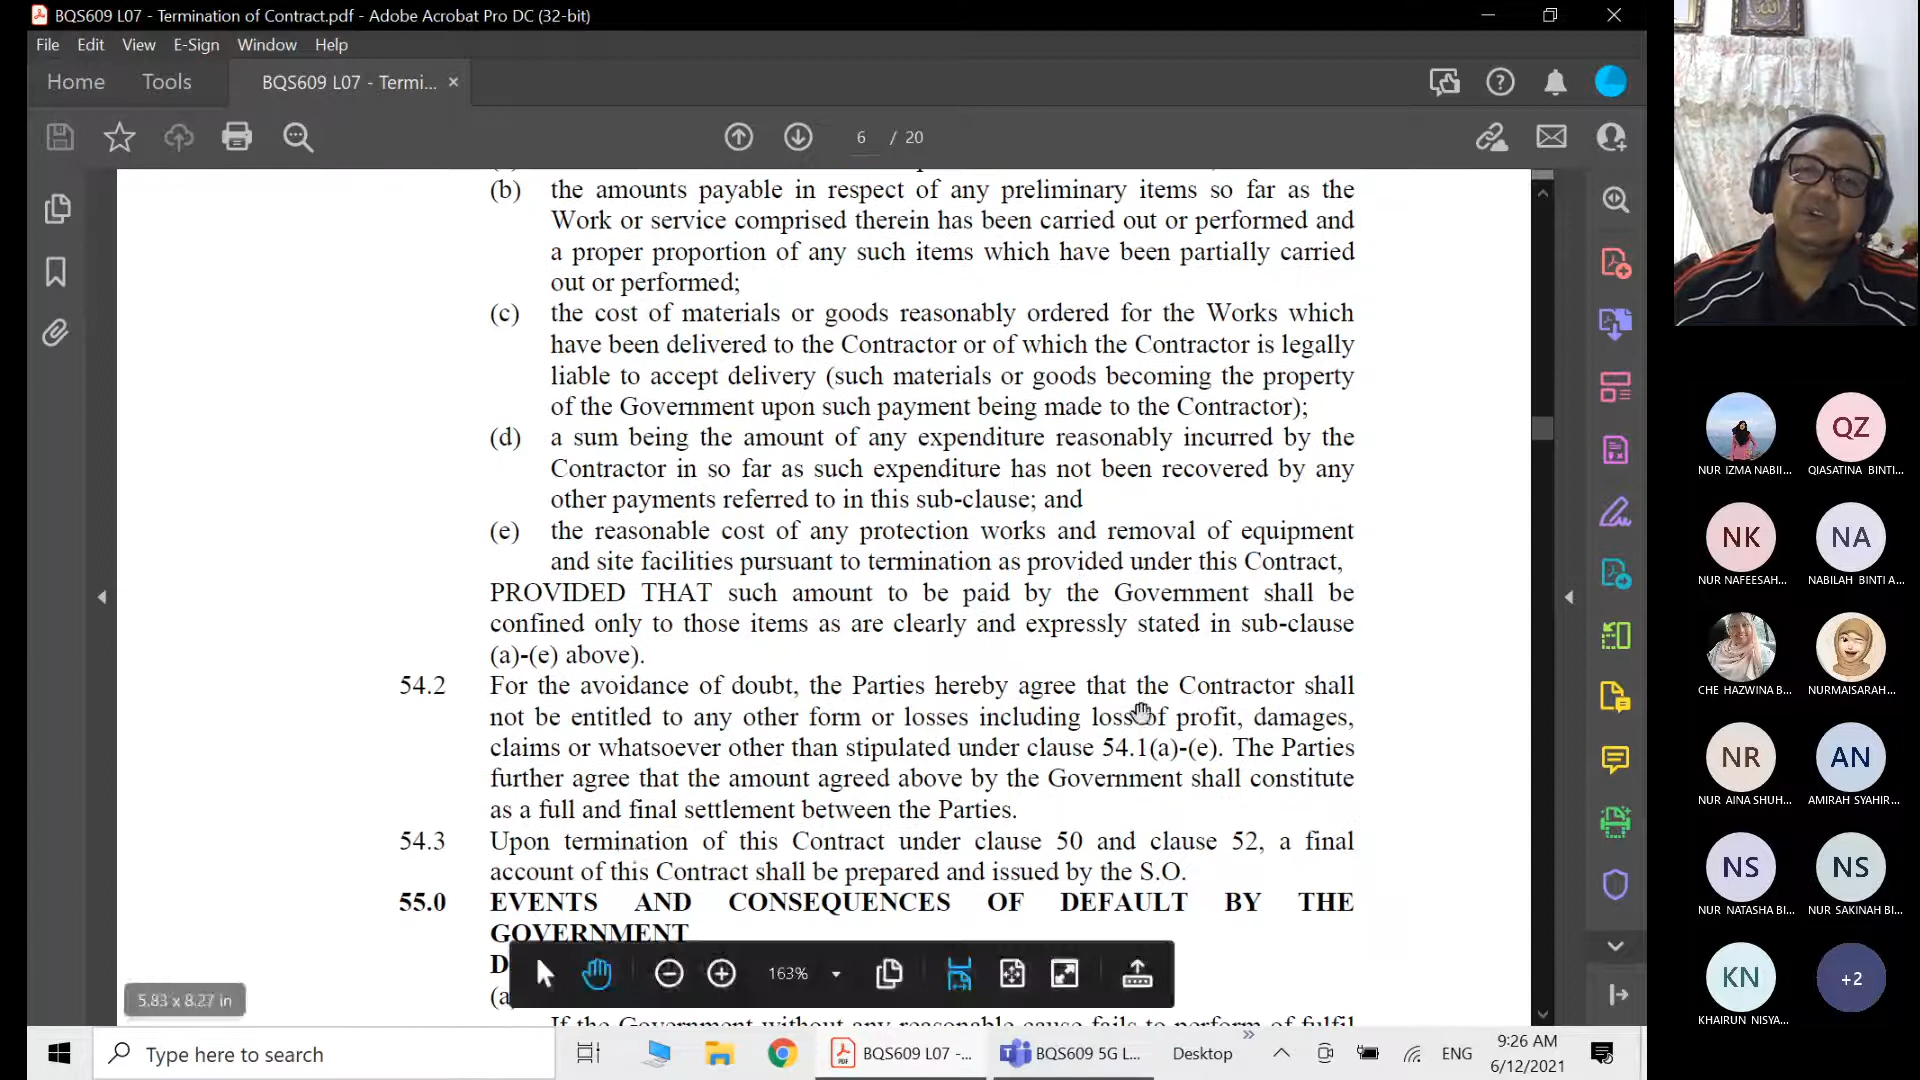 BQS609 L07 - Termination of Contract.pdf - Adobe Acrobat Pro DC (32-bit)
File Edit View E-Sign Window Help
Home Tools BQS609 L07 - Termi... ×
6 / 20
(b) the amounts payable in respect of any preliminary items so far as the
Work or service comprised therein has been carried out or performed and
a proper proportion of any such items which have been partially carried
out or performed;
(c) the cost of materials or goods reasonably ordered for the Works which
have been delivered to the Contractor or of which the Contractor is legally
liable to accept delivery (such materials or goods becoming the property
of the Government upon such payment being made to the Contractor);
(d) a sum being the amount of any expenditure reasonably incurred by the
Contractor in so far as such expenditure has not been recovered by any
other payments referred to in this sub-clause; and
(e) the reasonable cost of any protection works and removal of equipment
and site facilities pursuant to termination as provided under this Contract,
PROVIDED THAT such amount to be paid by the Government shall be
confined only to those items as are clearly and expressly stated in sub-clause
(a)-(e) above).
54.2 For the avoidance of doubt, the Parties hereby agree that the Contractor shall
not be entitled to any other form or losses including loss of profit, damages,
claims or whatsoever other than stipulated under clause 54.1(a)-(e). The Parties
further agree that the amount agreed above by the Government shall constitute
as a full and final settlement between the Parties.
54.3 Upon termination of this Contract under clause 50 and clause 52, a final
account of this Contract shall be prepared and issued by the S.O.
55.0 EVENTS AND CONSEQUENCES OF DEFAULT BY THE
GOVERNMENT
D
(a
If the Government without any reasonable cause fails to perform of fulfil
163%
5.83 x 8.27 in
QZ
NUR IZMA NABII... QIASATINA BINTI...
NK NA
NUR NAFEESAH... NABILAH BINTI A...
CHE HAZWINA B... NURMAISARAH...
NR AN
NUR AINA SHUH... AMIRAH SYAHIR...
NS NS
NUR NATASHA BI... NUR SAKINAH BI...
KN +2
KHAIRUN NISYA...
Type here to search
BQS609 L07 -...
BQS609 5G L...
Desktop
ENG
9:26 AM
6/12/2021